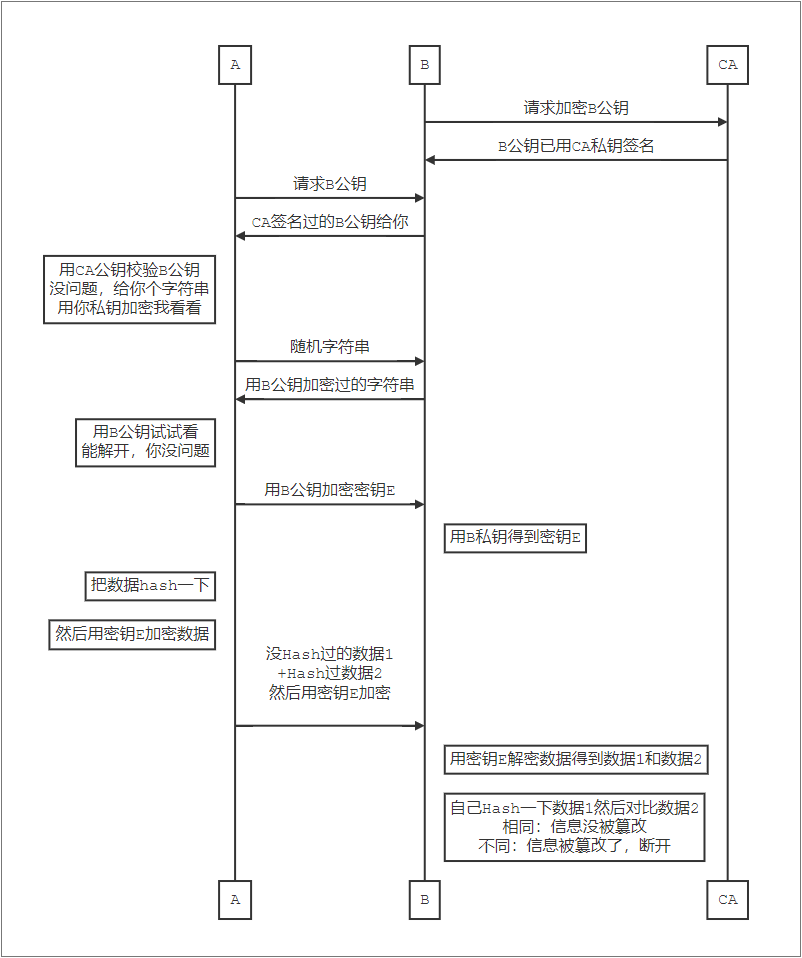 A B CA
请求加密B公钥
B公钥已用CA私钥签名
请求B公钥
CA签名过的B公钥给你
用CA公钥校验B公钥
没问题，给你个字符串
用你私钥加密我看看
随机字符串
用B公钥加密过的字符串
用B公钥试试看
能解开，你没问题
用B公钥加密密钥E
用B私钥得到密钥E
把数据hash一下
然后用密钥E加密数据
没Hash过的数据1
+Hash过数据2
然后用密钥E加密
用密钥E解密数据得到数据1和数据2
自己Hash一下数据1然后对比数据2
相同：信息没被篡改
不同：信息被篡改了，断开
A B CA